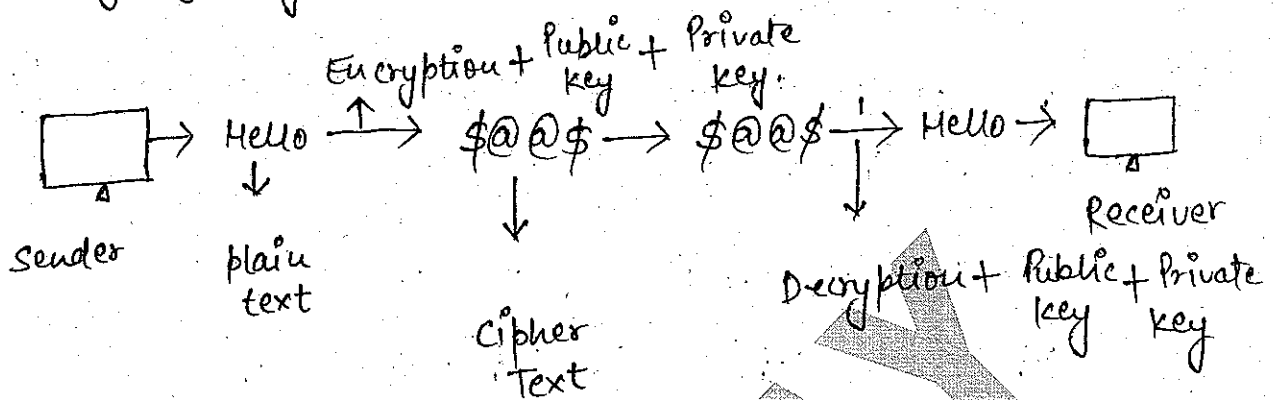 Encryption + Public key + Private key.
Hello $@@$ $@@$ Hello
Sender
plain text
Cipher Text
Receiver
Decryption + Public key + Private key